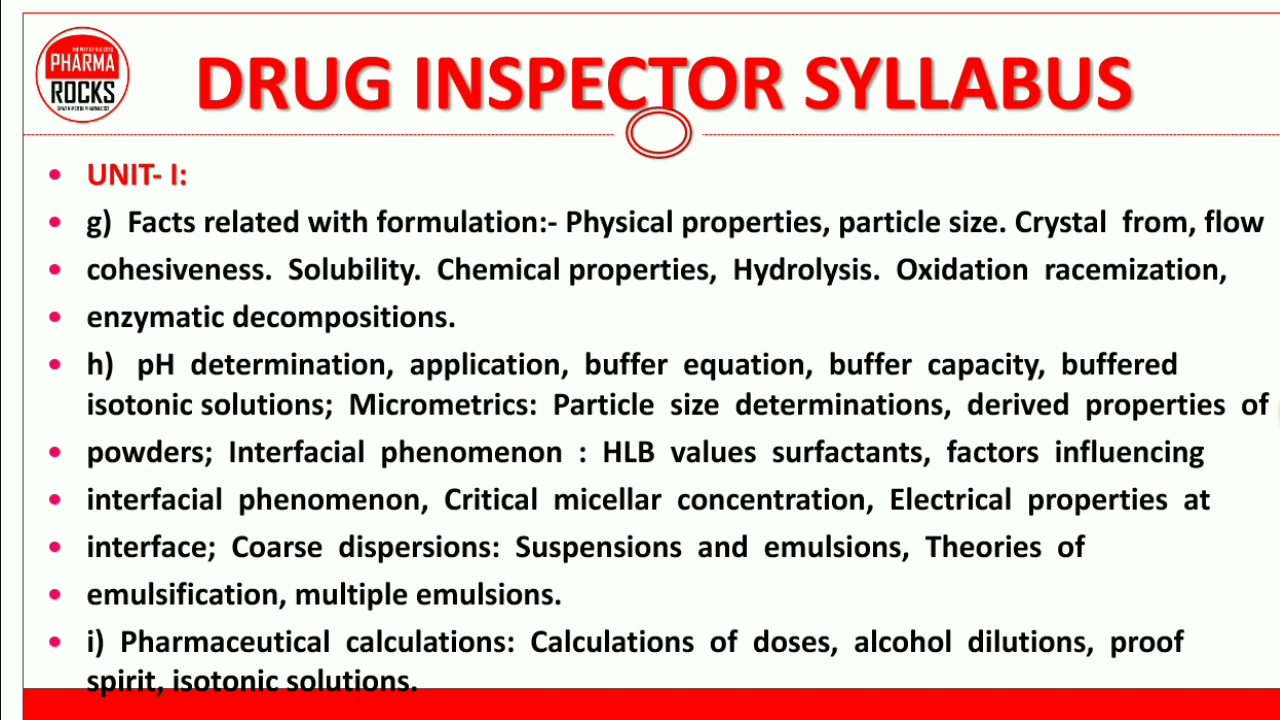 PHARMA
ROCKS
DRUG INSPECTOR SYLLABUS
UNIT- I:
g) Facts related with formulation:- Physical properties, particle size. Crystal from, flow
cohesiveness. Solubility. Chemical properties, Hydrolysis. Oxidation racemization,
enzymatic decompositions.
h) pH determination, application, buffer equation, buffer capacity, buffered
isotonic solutions; Micrometrics: Particle size determinations, derived properties of
powders; Interfacial phenomenon : HLB values surfactants, factors influencing
interfacial phenomenon, Critical micellar concentration, Electrical properties at
interface; Coarse dispersions: Suspensions and emulsions, Theories of
emulsification, multiple emulsions.
i) Pharmaceutical calculations: Calculations of doses, alcohol dilutions, proof
spirit, isotonic solutions.